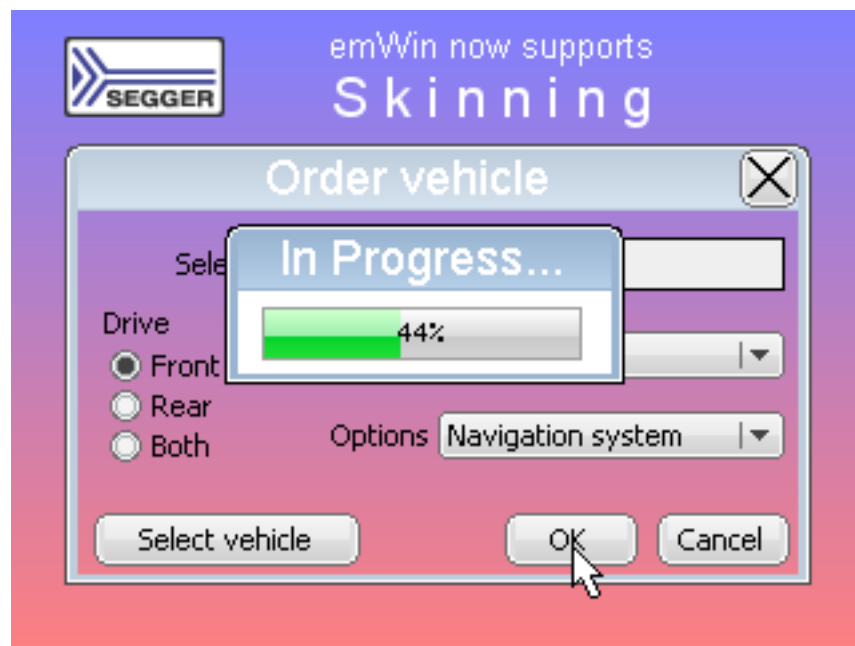 emWin now supports
SEGGER
Skinning
Order vehicle
In Progress...
Sele
44%
Drive
Front
Rear
Options Navigation system
Both
Select vehicle
OK
Cancel